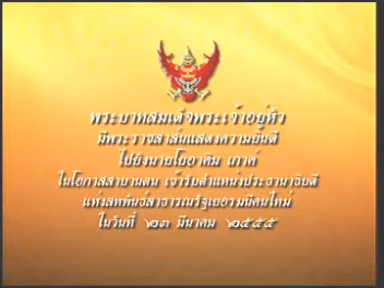 พระบาทสมเด็จพระเจ้าอยู่หัว
มีพระราชสาส์นแสดงความยินดี
ไปยังนายโยอาคิม เกาค์
ในโอกาสสาบานตน เข้ารับตำแหน่งประธานาธิบดี
แห่งสหพันธ์สาธารณรัฐเยอรมนีคนใหม่
ในวันที่ ๒๓ มีนาคม ๒๕๕๕